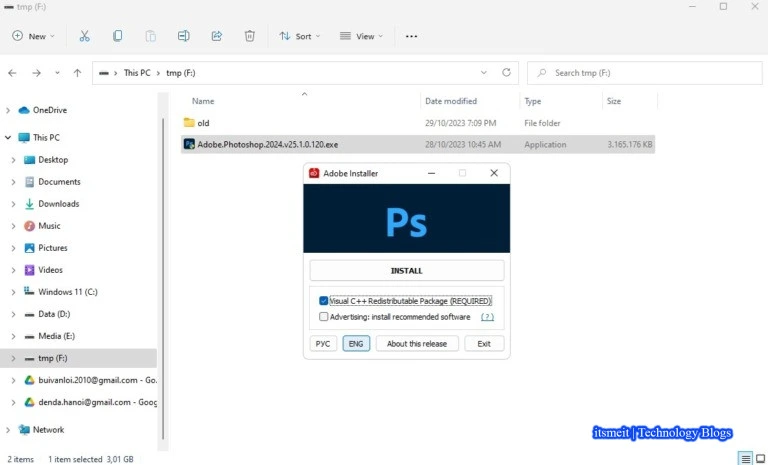 tmp (F:)
New
Sort
View
This PC
tmp (F:)
Search tmp (F:)
Name
Date modified
Type
Size
OneDrive
old
29/10/2023 7:09 PM
File folder
This PC
Adobe.Photoshop.2024.v25.1.0.120.exe
28/10/2023 10:45 AM
Application
3.165.176 KB
Desktop
Documents
Downloads
Music
Pictures
Videos
Windows 11 (C:)
Data (D:)
Media (E:)
tmp (F:)
buivanloi.2010@gmail.com - Go.
denda.hanoi@gmail.com - Goog
Network
Adobe Installer
Ps
INSTALL
Visual C++ Redistributable Package (REQUIRED)
Advertising: install recommended software
( ? )
РУС
ENG
About this release
Exit
itsmeit | Technology Blogs
2 items
1 item selected 3,01 GB